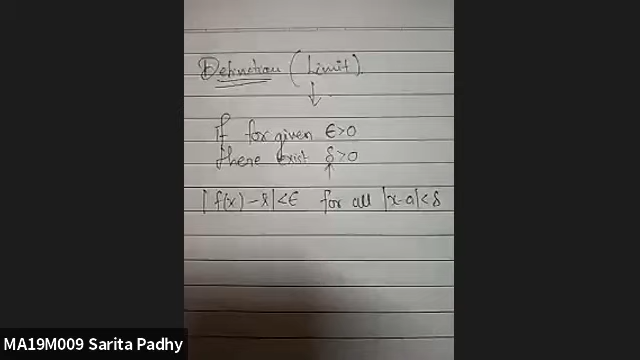 Definition (Limit)
↓
If for given ϵ>0
there exist δ>0
↑
|f(x)-l|<ϵ for all |x-a|<δ
MA19M009 Sarita Padhy